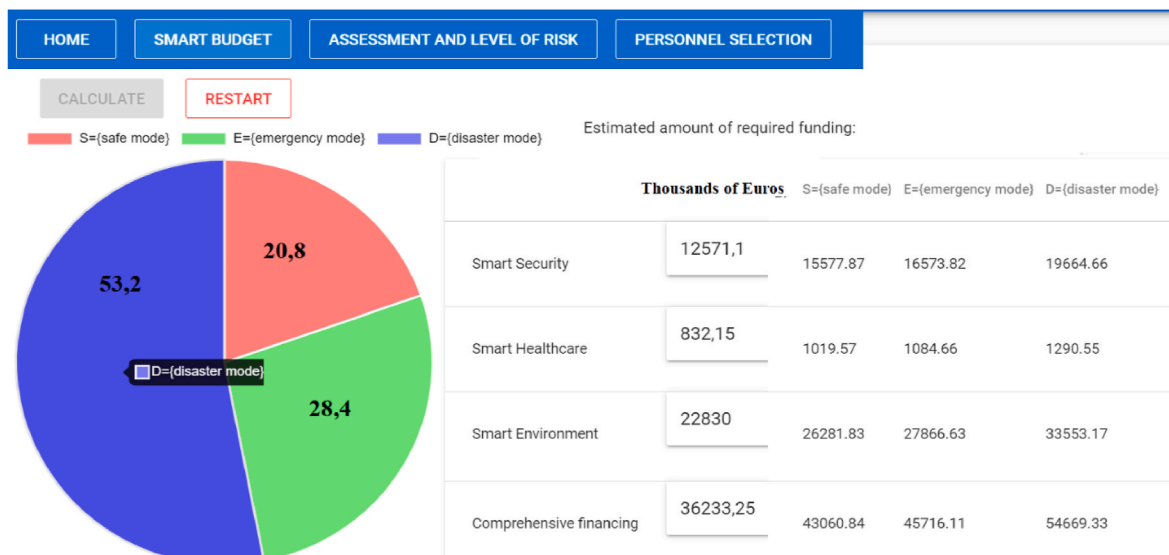 HOME SMART BUDGET ASSESSMENT AND LEVEL OF RISK PERSONNEL SELECTION
CALCULATE RESTART
S={safe mode} E={emergency mode} D={disaster mode}
Estimated amount of required funding:
20,8
53,2
D={disaster mode}
28,4
Thousands of Euros S={safe mode} E={emergency mode} D={disaster mode}
Smart Security 12571,1 15577.87 16573.82 19664.66
Smart Healthcare 832,15 1019.57 1084.66 1290.55
Smart Environment 22830 26281.83 27866.63 33553.17
Comprehensive financing 36233,25 43060.84 45716.11 54669.33